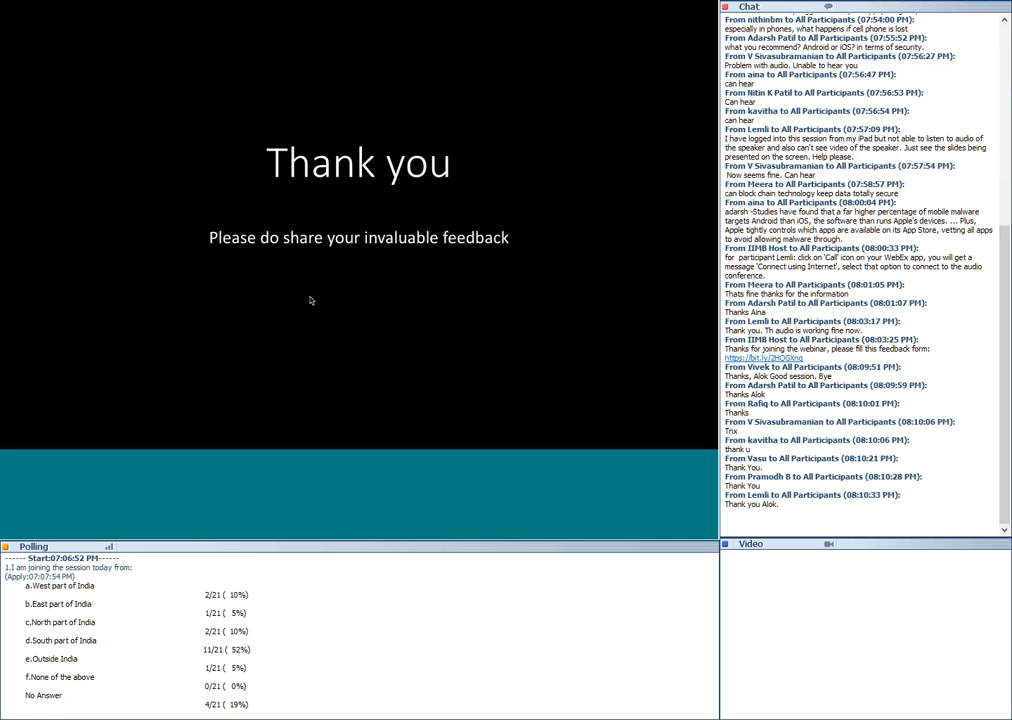 Thank you
Please do share your invaluable feedback
Chat
From nithinbm to All Participants (07:54:00 PM):
especially in phones, what happens if cell phone is lost
From Adarsh Patil to All Participants (07:55:52 PM):
what you recommend? Android or iOS? in terms of security.
From V Sivasubramanian to All Participants (07:56:27 PM):
Problem with audio. Unable to hear you
From aina to All Participants (07:56:47 PM):
can hear
From Nitin K Patil to All Participants (07:56:53 PM):
Can hear
From kavitha to All Participants (07:56:54 PM):
can hear
From Lemli to All Participants (07:57:09 PM):
I have logged into this session from my iPad but not able to listen to audio of
the speaker and also can't see video of the speaker. Just see the slides being
presented on the screen. Help please.
From V Sivasubramanian to All Participants (07:57:54 PM):
Now seems fine. Can hear
From Meera to All Participants (07:58:57 PM):
can block chain technology keep data totally secure
From aina to All Participants (08:00:04 PM):
adarsh -Studies have found that a far higher percentage of mobile malware
targets Android than iOS, the software than runs Apple's devices. ... Plus,
Apple tightly controls which apps are available on its App Store, vetting all apps
to avoid allowing malware through.
From IIMB Host to All Participants (08:00:33 PM):
for participant Lemli: click on 'Call' icon on your WebEx app, you will get a
message 'Connect using Internet', select that option to connect to the audio
conference.
From Meera to All Participants (08:01:05 PM):
Thats fine thanks for the information
From Adarsh Patil to All Participants (08:01:07 PM):
Thanks Aina
From Lemli to All Participants (08:03:17 PM):
Thank you. Th audio is working fine now.
From IIMB Host to All Participants (08:03:25 PM):
Thanks for joining the webinar, please fill this feedback form:
https://bit.ly/2HQGXnq
From Vivek to All Participants (08:09:51 PM):
Thanks, Alok Good session. Bye
From Adarsh Patil to All Participants (08:09:59 PM):
Thanks Alok
From Rafiq to All Participants (08:10:01 PM):
Thanks
From V Sivasubramanian to All Participants (08:10:06 PM):
Tnx
From kavitha to All Participants (08:10:06 PM):
thank u
From Vasu to All Participants (08:10:21 PM):
Thank You.
From Pramodh B to All Participants (08:10:28 PM):
Thank You
From Lemli to All Participants (08:10:33 PM):
Thank you Alok.
Polling
------ Start:07:06:52 PM------
1.I am joining the session today from:
(Apply:07:07:54 PM)
a.West part of India
2/21 ( 10%)
b.East part of India
1/21 ( 5%)
c.North part of India
2/21 ( 10%)
d.South part of India
11/21 ( 52%)
e.Outside India
1/21 ( 5%)
f.None of the above
0/21 ( 0%)
No Answer
4/21 ( 19%)
Video